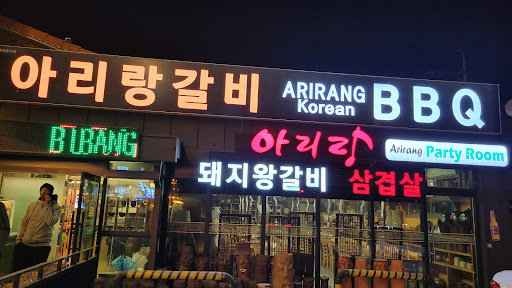 아리랑갈비
ARIRANG
Korean
BBQ
BIBANG
아리랑
Arirang Party Room
돼지왕갈비
삼겹살